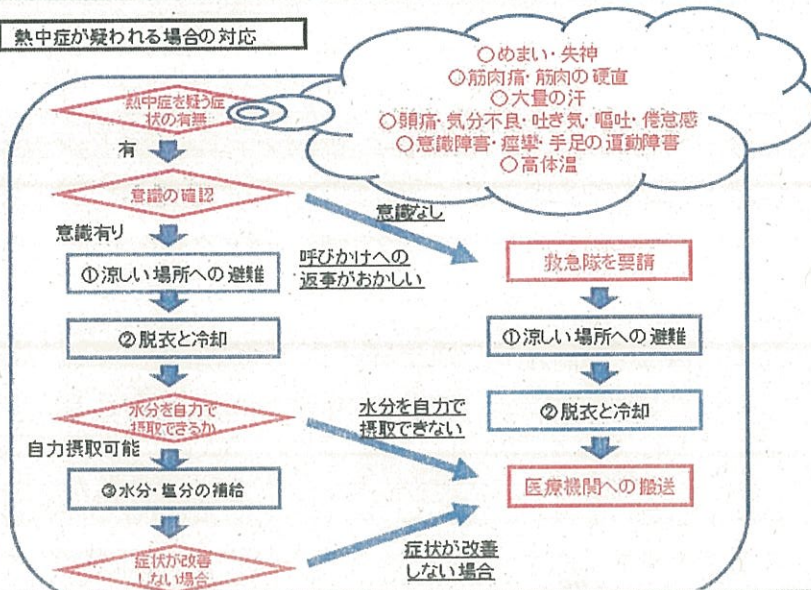 熱中症が疑われる場合の対応
○めまい・失神
○筋肉痛・筋肉の硬直
○大量の汗
○頭痛・気分不良・吐き気・嘔吐・倦怠感
○意識障害・痙攣・手足の運動障害
○高体温
熱中症を疑う症
状の有無
有
意識の確認
意識なし
意識有り
呼びかけへの
返事がおかしい
救急隊を要請
①涼しい場所への避難
①涼しい場所への避難
②脱衣と冷却
②脱衣と冷却
水分を自力で
摂取できるか
水分を自力で
摂取できない
自力摂取可能
③水分・塩分の補給
医療機関への搬送
症状が改善
しない場合
症状が改善
しない場合